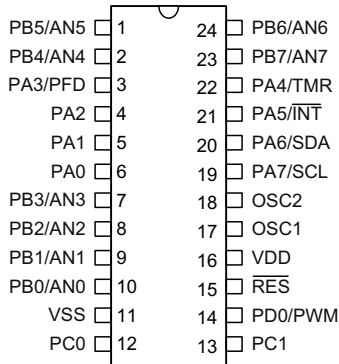 PB5/AN5 1 24 PB6/AN6
PB4/AN4 2 23 PB7/AN7
PA3/PFD 3 22 PA4/TMR
PA2 4 21 PA5/INT
PA1 5 20 PA6/SDA
PA0 6 19 PA7/SCL
PB3/AN3 7 18 OSC2
PB2/AN2 8 17 OSC1
PB1/AN1 9 16 VDD
PB0/AN0 10 15 RES
VSS 11 14 PD0/PWM
PC0 12 13 PC1